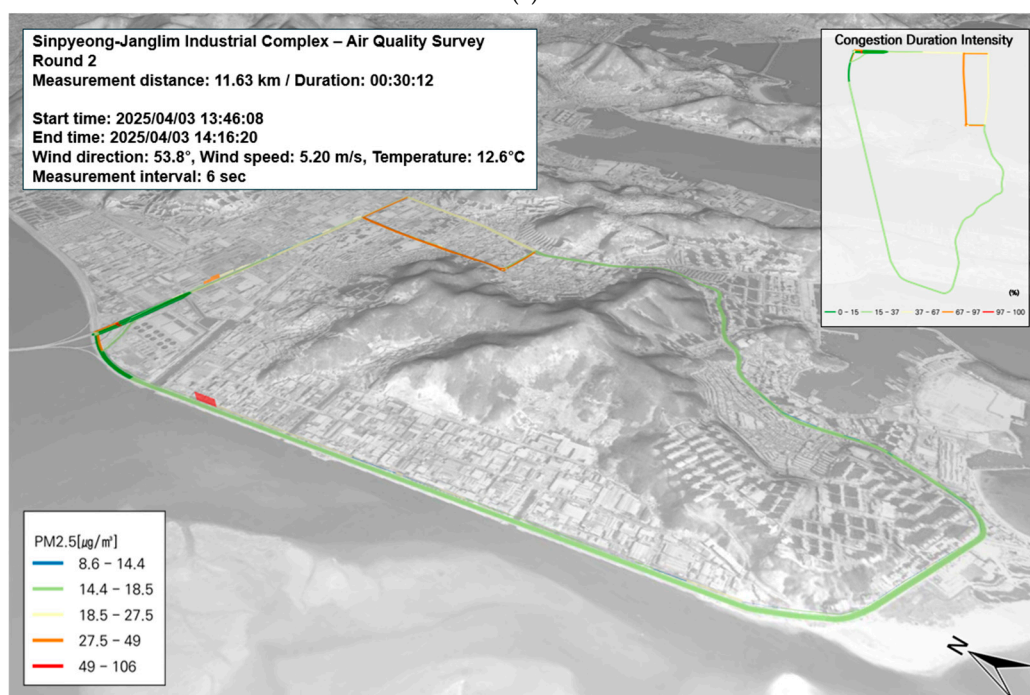 Sinpyeong-Janglim Industrial Complex – Air Quality Survey
Round 2
Measurement distance: 11.63 km / Duration: 00:30:12
Start time: 2025/04/03 13:46:08
End time: 2025/04/03 14:16:20
Wind direction: 53.8°, Wind speed: 5.20 m/s, Temperature: 12.6°C
Measurement interval: 6 sec
Congestion Duration Intensity
(%)
0 – 15 15 – 37 37 – 67 67 – 97 97 – 100
PM2.5[㎍/㎥]
8.6 – 14.4
14.4 – 18.5
18.5 – 27.5
27.5 – 49
49 – 106
N